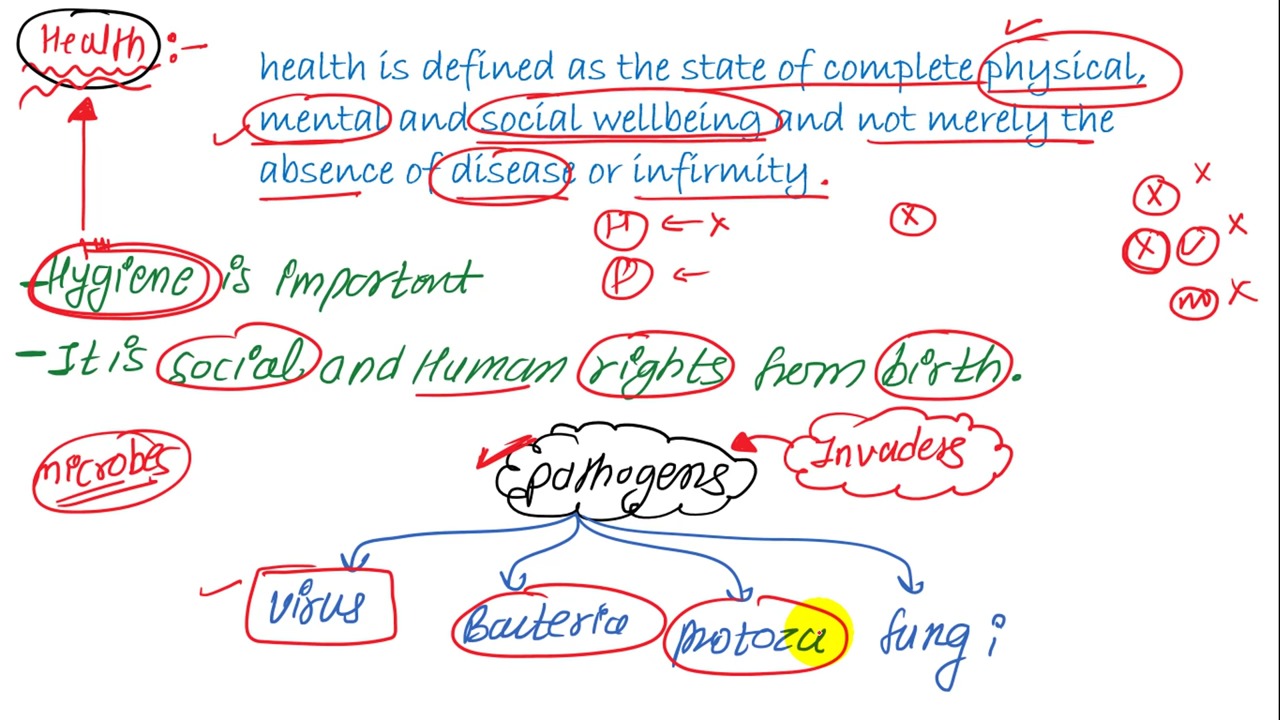 Health :-
health is defined as the state of complete physical,
mental and social wellbeing and not merely the
absence of disease or infirmity.
H ← x
x
x x
x x
P ←
no x
- Hygiene is important
- It is social and Human rights from birth.
microbes
pathogens
Invaders
virus
Bacteria
protoza
fungi